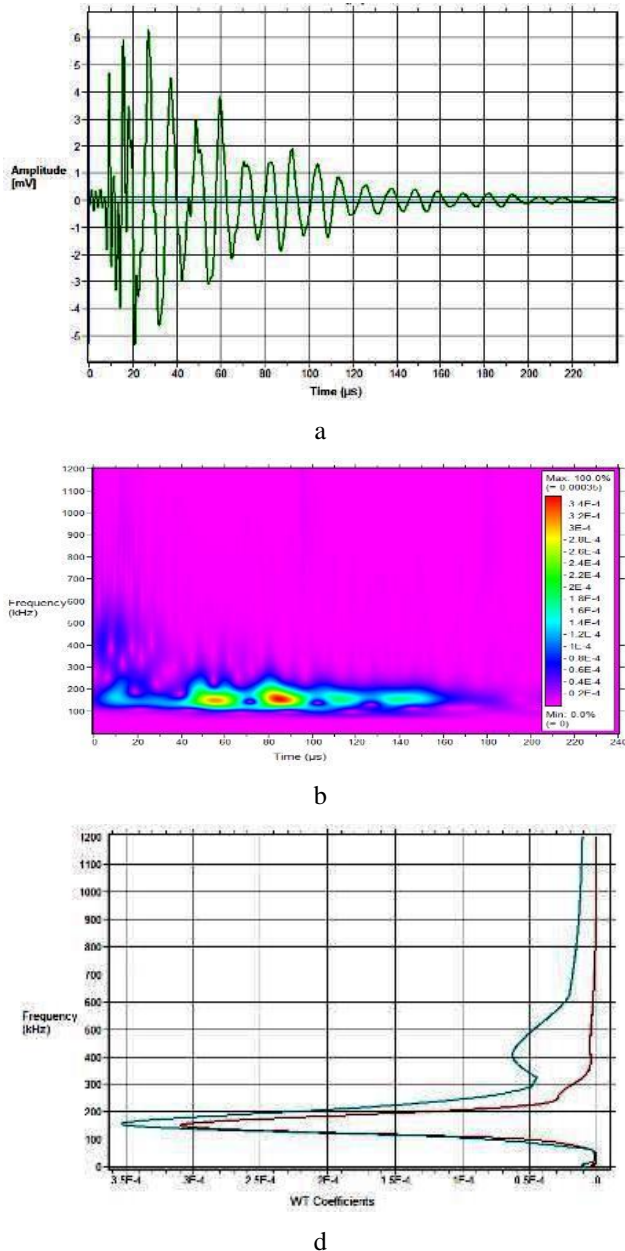 6
5
4
3
2
1
0
-1
-2
-3
-4
-5
Amplitude
[mV]
0 20 40 60 80 100 120 140 160 180 200 220
Time (µs)
a
1200
1100
1000
900
800
700
600
500
400
300
200
100
Frequency
(kHz)
0 20 40 60 80 100 120 140 160 180 200 220 240
Time (µs)
Max: 100.0%
(= 0.00035)
3.4E-4
3.2E-4
3E-4
2.8E-4
2.6E-4
2.4E-4
2.2E-4
2E-4
1.8E-4
1.6E-4
1.4E-4
1.2E-4
1E-4
0.8E-4
0.6E-4
0.4E-4
0.2E-4
Min: 0.0%
(= 0)
b
1200
1100
1000
900
800
700
600
500
400
300
200
100
0
Frequency
(kHz)
3.5E-4 3E-4 2.5E-4 2E-4 1.5E-4 1E-4 0.5E-4 0
WT Coefficients
d